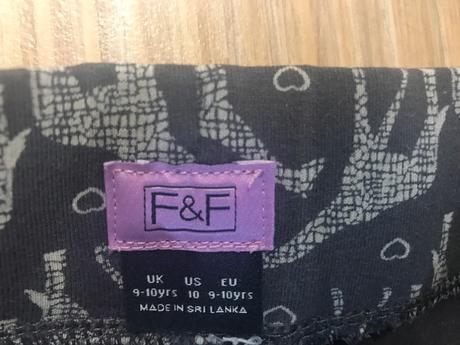 F&F
UK US EU
9-10yrs 10 9-10yrs
MADE IN SRI LANKA